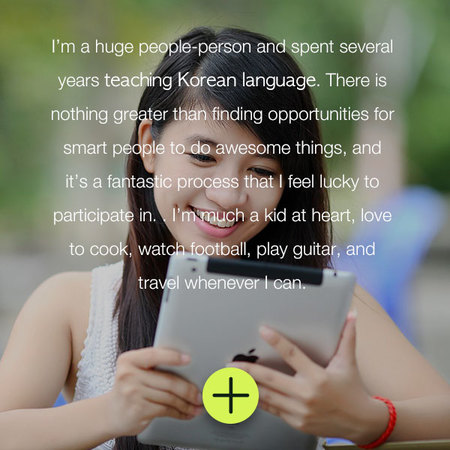 I'm a huge people-person and spent several
years teaching Korean language. There is
nothing greater than finding opportunities for
smart people to do awesome things, and
it's a fantastic process that I feel lucky to
participate in. . I'm much a kid at heart, love
to cook, watch football, play guitar, and
travel whenever I can.